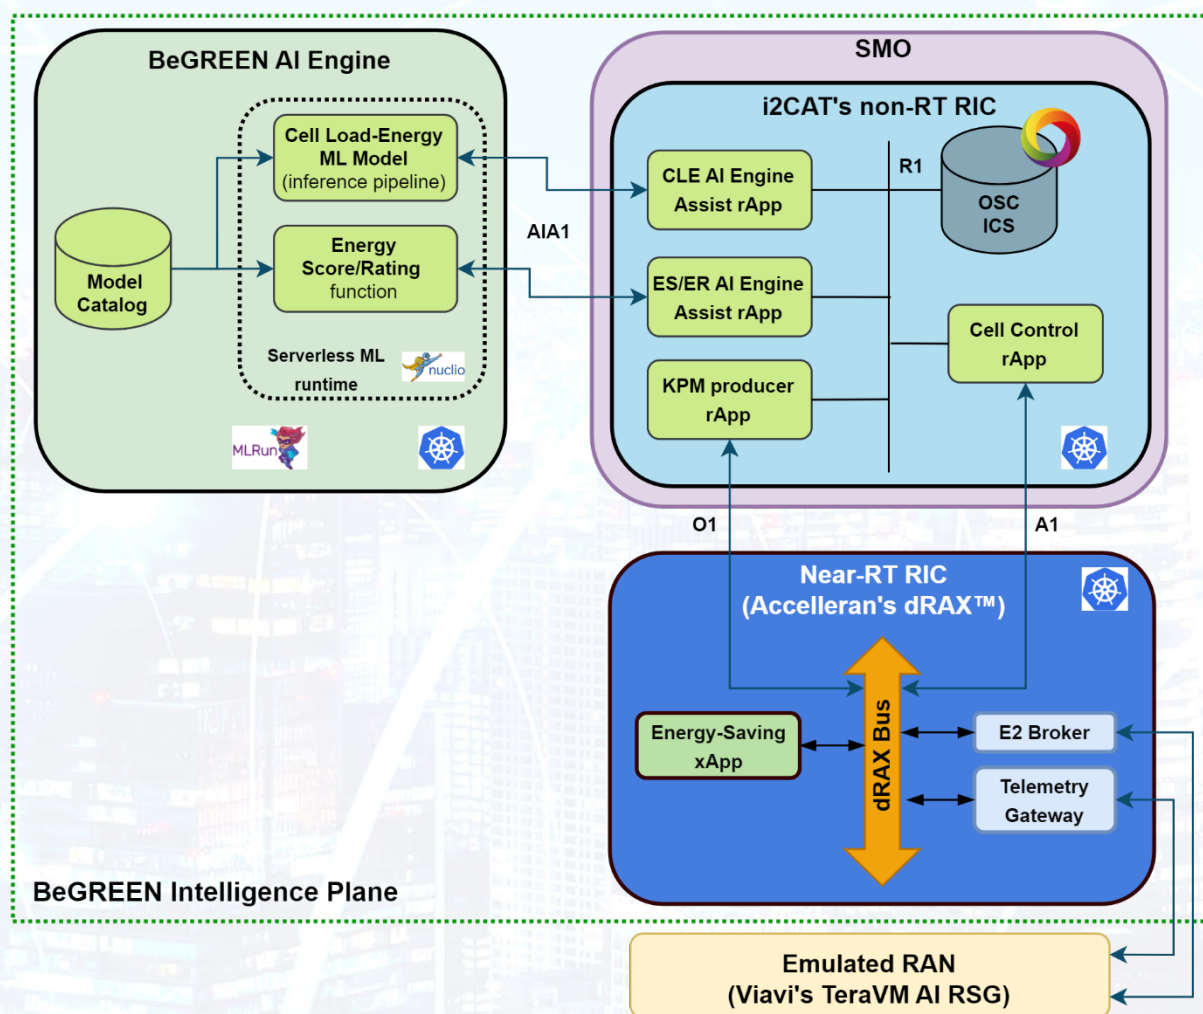 BeGREEN AI Engine
Cell Load-Energy
ML Model
(inference pipeline)
Model
Catalog
Energy
Score/Rating
function
Serverless ML
runtime
nuclio
MLRun
AIA1
SMO
i2CAT's non-RT RIC
CLE AI Engine
Assist rApp
R1
OSC
ICS
ES/ER AI Engine
Assist rApp
Cell Control
rApp
KPM producer
rApp
O1
A1
Near-RT RIC
(Accelleran's dRAX™)
Energy-Saving
xApp
dRAX Bus
E2 Broker
Telemetry
Gateway
BeGREEN Intelligence Plane
Emulated RAN
(Viavi's TeraVM AI RSG)